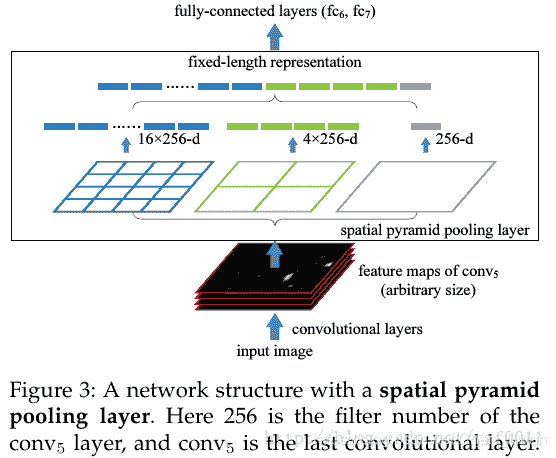 fully-connected layers (fc₆, fc₇)
fixed-length representation
......
......
16×256-d
4×256-d
256-d
spatial pyramid pooling layer
feature maps of conv₅
(arbitrary size)
convolutional layers
input image
Figure 3: A network structure with a spatial pyramid
pooling layer. Here 256 is the filter number of the
conv₅ layer, and conv₅ is the last convolutional layer.